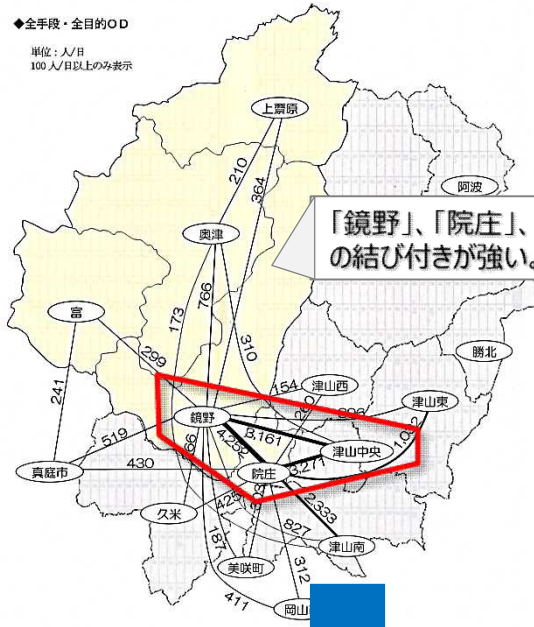 ◆全手段・全目的OD
単位:人/日
100人/日以上のみ表示
上齋原
210
364
阿波
奥津
「鏡野」、「院庄」、
の結び付きが強い。
173
766
310
富
299
241
勝北
154
津山西
260
津山東
鏡野
3,161
4,232
519
津山中央
真庭市
430
院庄
3,277
425
2,333
久米
827
津山南
187
美咲町
312
411
岡山